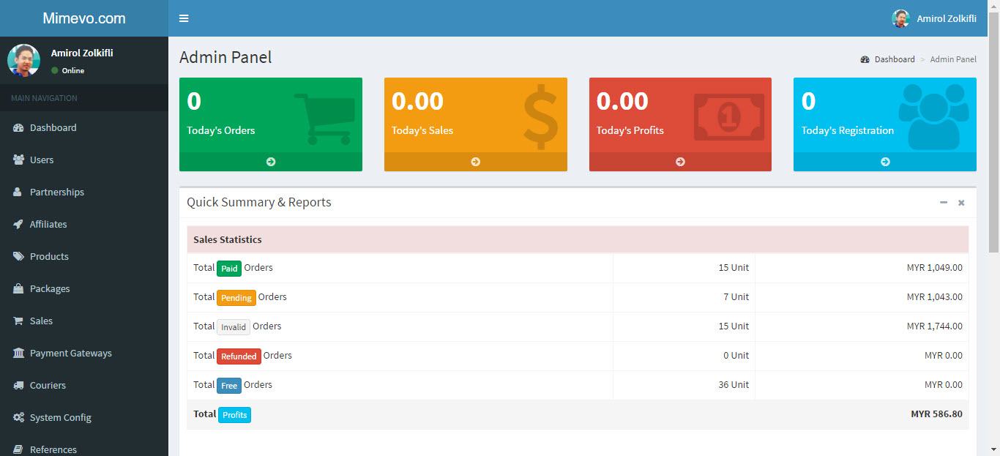 Mimevo.com
Amirol Zolkifli
Amirol Zolkifli
Online
MAIN NAVIGATION
Dashboard
Users
Partnerships
Affiliates
Products
Packages
Sales
Payment Gateways
Couriers
System Config
References
Admin Panel
Dashboard > Admin Panel
0
Today's Orders
0.00
Today's Sales
0.00
1
Today's Profits
0
Today's Registration
Quick Summary & Reports
Sales Statistics
Total Paid Orders 15 Unit MYR 1,049.00
Total Pending Orders 7 Unit MYR 1,043.00
Total Invalid Orders 15 Unit MYR 1,744.00
Total Refunded Orders 0 Unit MYR 0.00
Total Free Orders 36 Unit MYR 0.00
Total Profits MYR 586.80